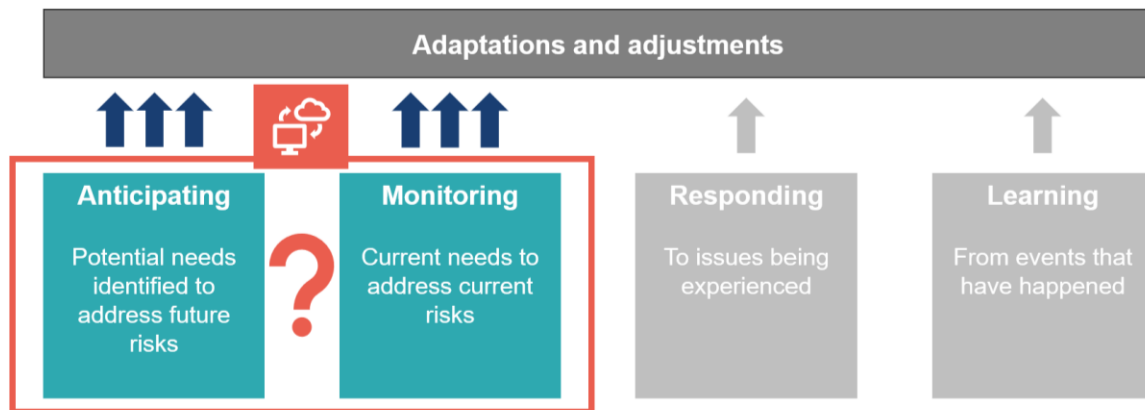 Adaptations and adjustments
Anticipating
Potential needs
identified to
address future
risks
?
Monitoring
Current needs to
address current
risks
Responding
To issues being
experienced
Learning
From events that
have happened